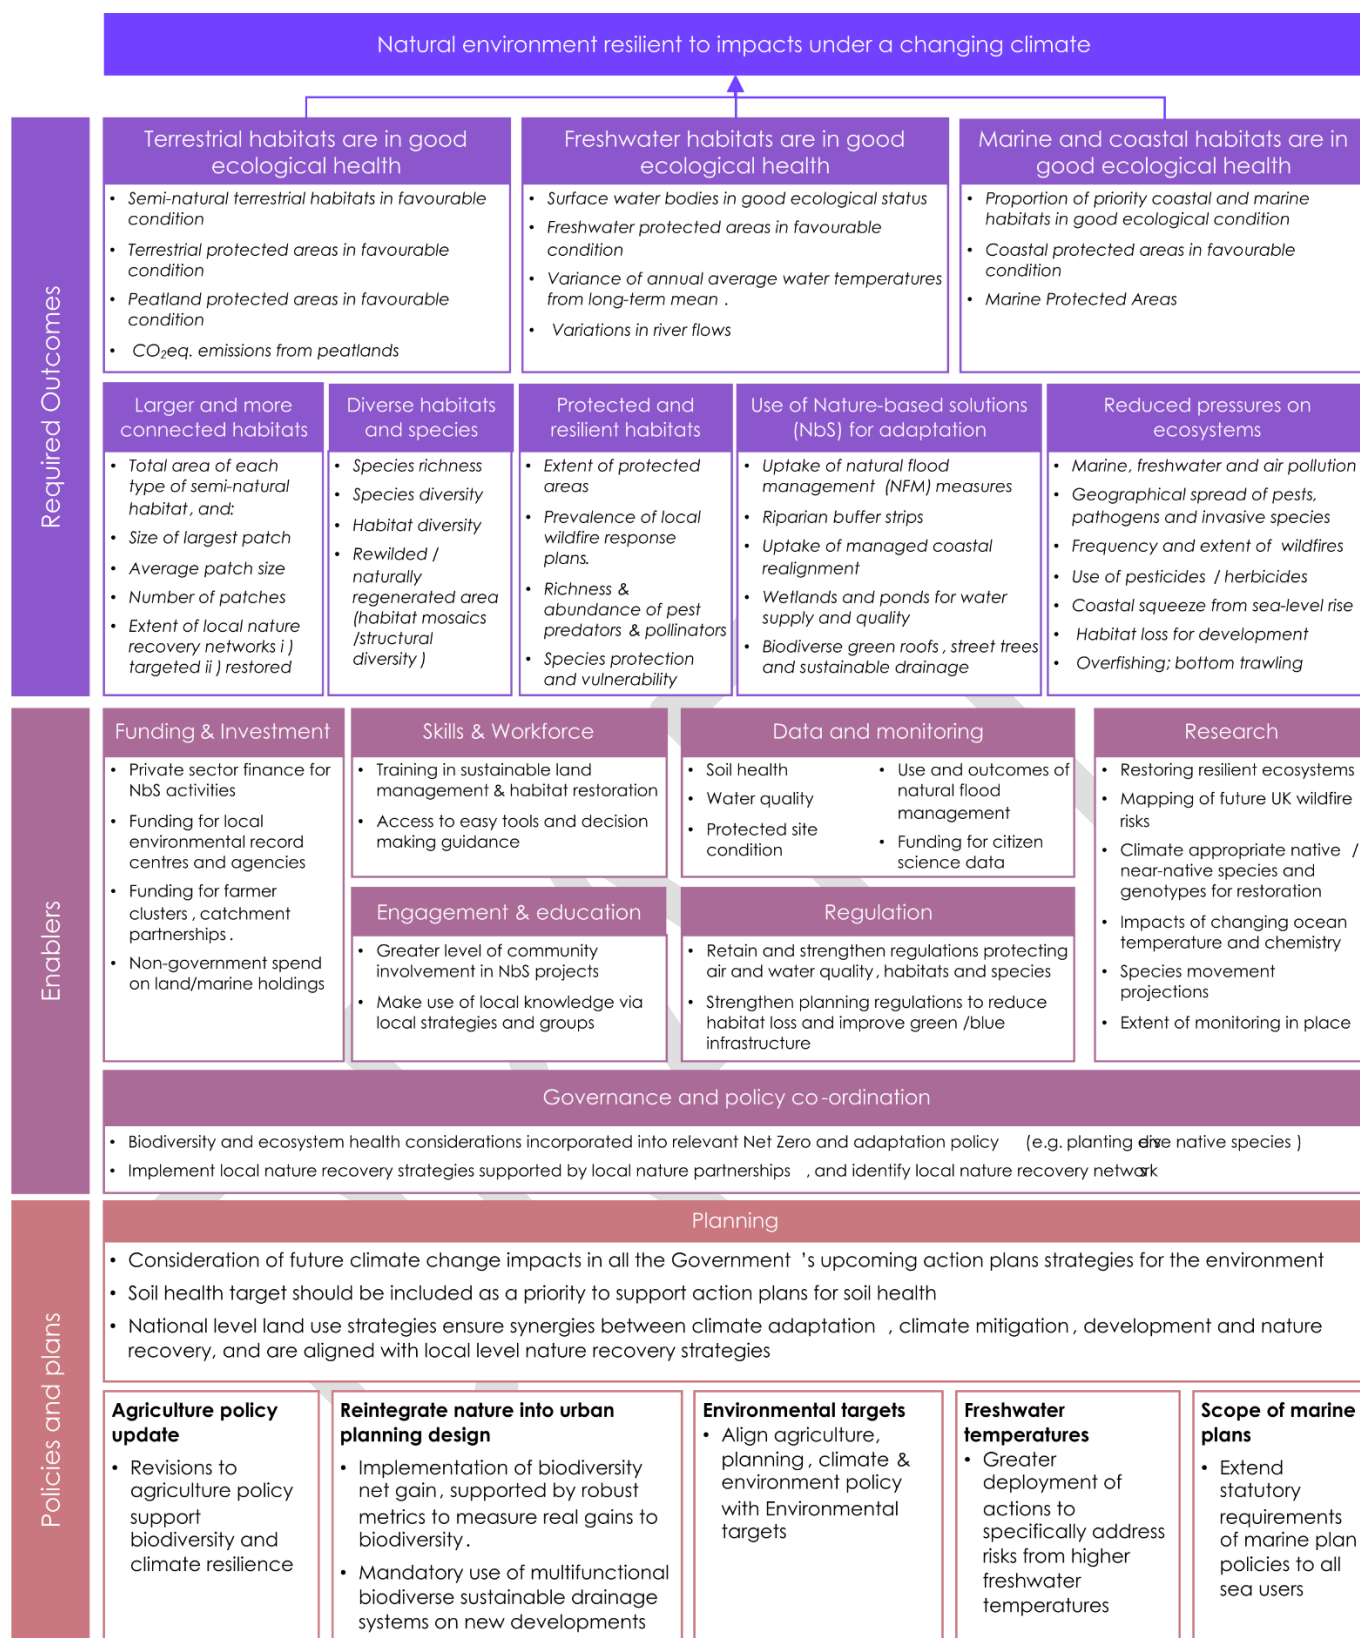 Natural environment resilient to impacts under a changing climate
Required Outcomes
Terrestrial habitats are in good
ecological health
• Semi-natural terrestrial habitats in favourable
condition
• Terrestrial protected areas in favourable
condition
• Peatland protected areas in favourable
condition
• CO₂eq. emissions from peatlands
Freshwater habitats are in good
ecological health
• Surface water bodies in good ecological status
• Freshwater protected areas in favourable
condition
• Variance of annual average water temperatures
from long-term mean .
• Variations in river flows
Marine and coastal habitats are in
good ecological health
• Proportion of priority coastal and marine
habitats in good ecological condition
• Coastal protected areas in favourable
condition
• Marine Protected Areas
Larger and more
connected habitats
• Total area of each
type of semi-natural
habitat, and:
• Size of largest patch
• Average patch size
• Number of patches
• Extent of local nature
recovery networks i )
targeted ii ) restored
Diverse habitats
and species
• Species richness
• Species diversity
• Habitat diversity
• Rewilded /
naturally
regenerated area
(habitat mosaics
/structural
diversity )
Protected and
resilient habitats
• Extent of protected
areas
• Prevalence of local
wildfire response
plans.
• Richness &
abundance of pest
predators & pollinators
• Species protection
and vulnerability
Use of Nature-based solutions
(NbS) for adaptation
• Uptake of natural flood
management (NFM) measures
• Riparian buffer strips
• Uptake of managed coastal
realignment
• Wetlands and ponds for water
supply and quality
• Biodiverse green roofs , street trees
and sustainable drainage
Reduced pressures on
ecosystems
• Marine, freshwater and air pollution
• Geographical spread of pests,
pathogens and invasive species
• Frequency and extent of wildfires
• Use of pesticides / herbicides
• Coastal squeeze from sea-level rise
• Habitat loss for development
• Overfishing; bottom trawling
Enablers
Funding & Investment
• Private sector finance for
NbS activities
• Funding for local
environmental record
centres and agencies
• Funding for farmer
clusters , catchment
partnerships .
• Non-government spend
on land/marine holdings
Skills & Workforce
• Training in sustainable land
management & habitat restoration
• Access to easy tools and decision
making guidance
Data and monitoring
• Soil health
• Water quality
• Protected site
condition
• Use and outcomes of
natural flood
management
• Funding for citizen
science data
Research
• Restoring resilient ecosystems
• Mapping of future UK wildfire
risks
• Climate appropriate native /
near-native species and
genotypes for restoration
• Impacts of changing ocean
temperature and chemistry
• Species movement
projections
• Extent of monitoring in place
Engagement & education
• Greater level of community
involvement in NbS projects
• Make use of local knowledge via
local strategies and groups
Regulation
• Retain and strengthen regulations protecting
air and water quality, habitats and species
• Strengthen planning regulations to reduce
habitat loss and improve green /blue
infrastructure
Governance and policy co-ordination
• Biodiversity and ecosystem health considerations incorporated into relevant Net Zero and adaptation policy (e.g. planting native species )
• Implement local nature recovery strategies supported by local nature partnerships , and identify local nature recovery
Policies and plans
Planning
• Consideration of future climate change impacts in all the Government 's upcoming action plans strategies for the environment
• Soil health target should be included as a priority to support action plans for soil health
• National level land use strategies ensure synergies between climate adaptation , climate mitigation , development and nature
recovery, and are aligned with local level nature recovery strategies
Agriculture policy
update
• Revisions to
agriculture policy
support
biodiversity and
climate resilience
Reintegrate nature into urban
planning design
• Implementation of biodiversity
net gain, supported by robust
metrics to measure real gains to
biodiversity.
• Mandatory use of multifunctional
biodiverse sustainable drainage
systems on new developments
Environmental targets
• Align agriculture,
planning , climate &
environment policy
with Environmental
targets
Freshwater
temperatures
• Greater
deployment of
actions to
specifically address
risks from higher
freshwater
temperatures
Scope of marine
plans
• Extend
statutory
requirements
of marine plan
policies to all
sea users